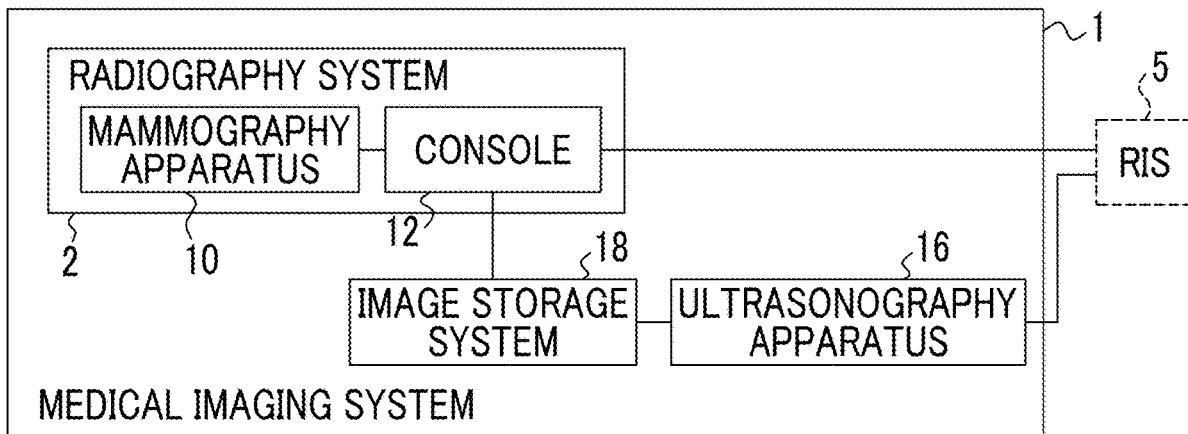 1
RADIOGRAPHY SYSTEM
5
MAMMOGRAPHY
APPARATUS
CONSOLE
RIS
2
10
12
18
16
IMAGE STORAGE
SYSTEM
ULTRASONOGRAPHY
APPARATUS
MEDICAL IMAGING SYSTEM